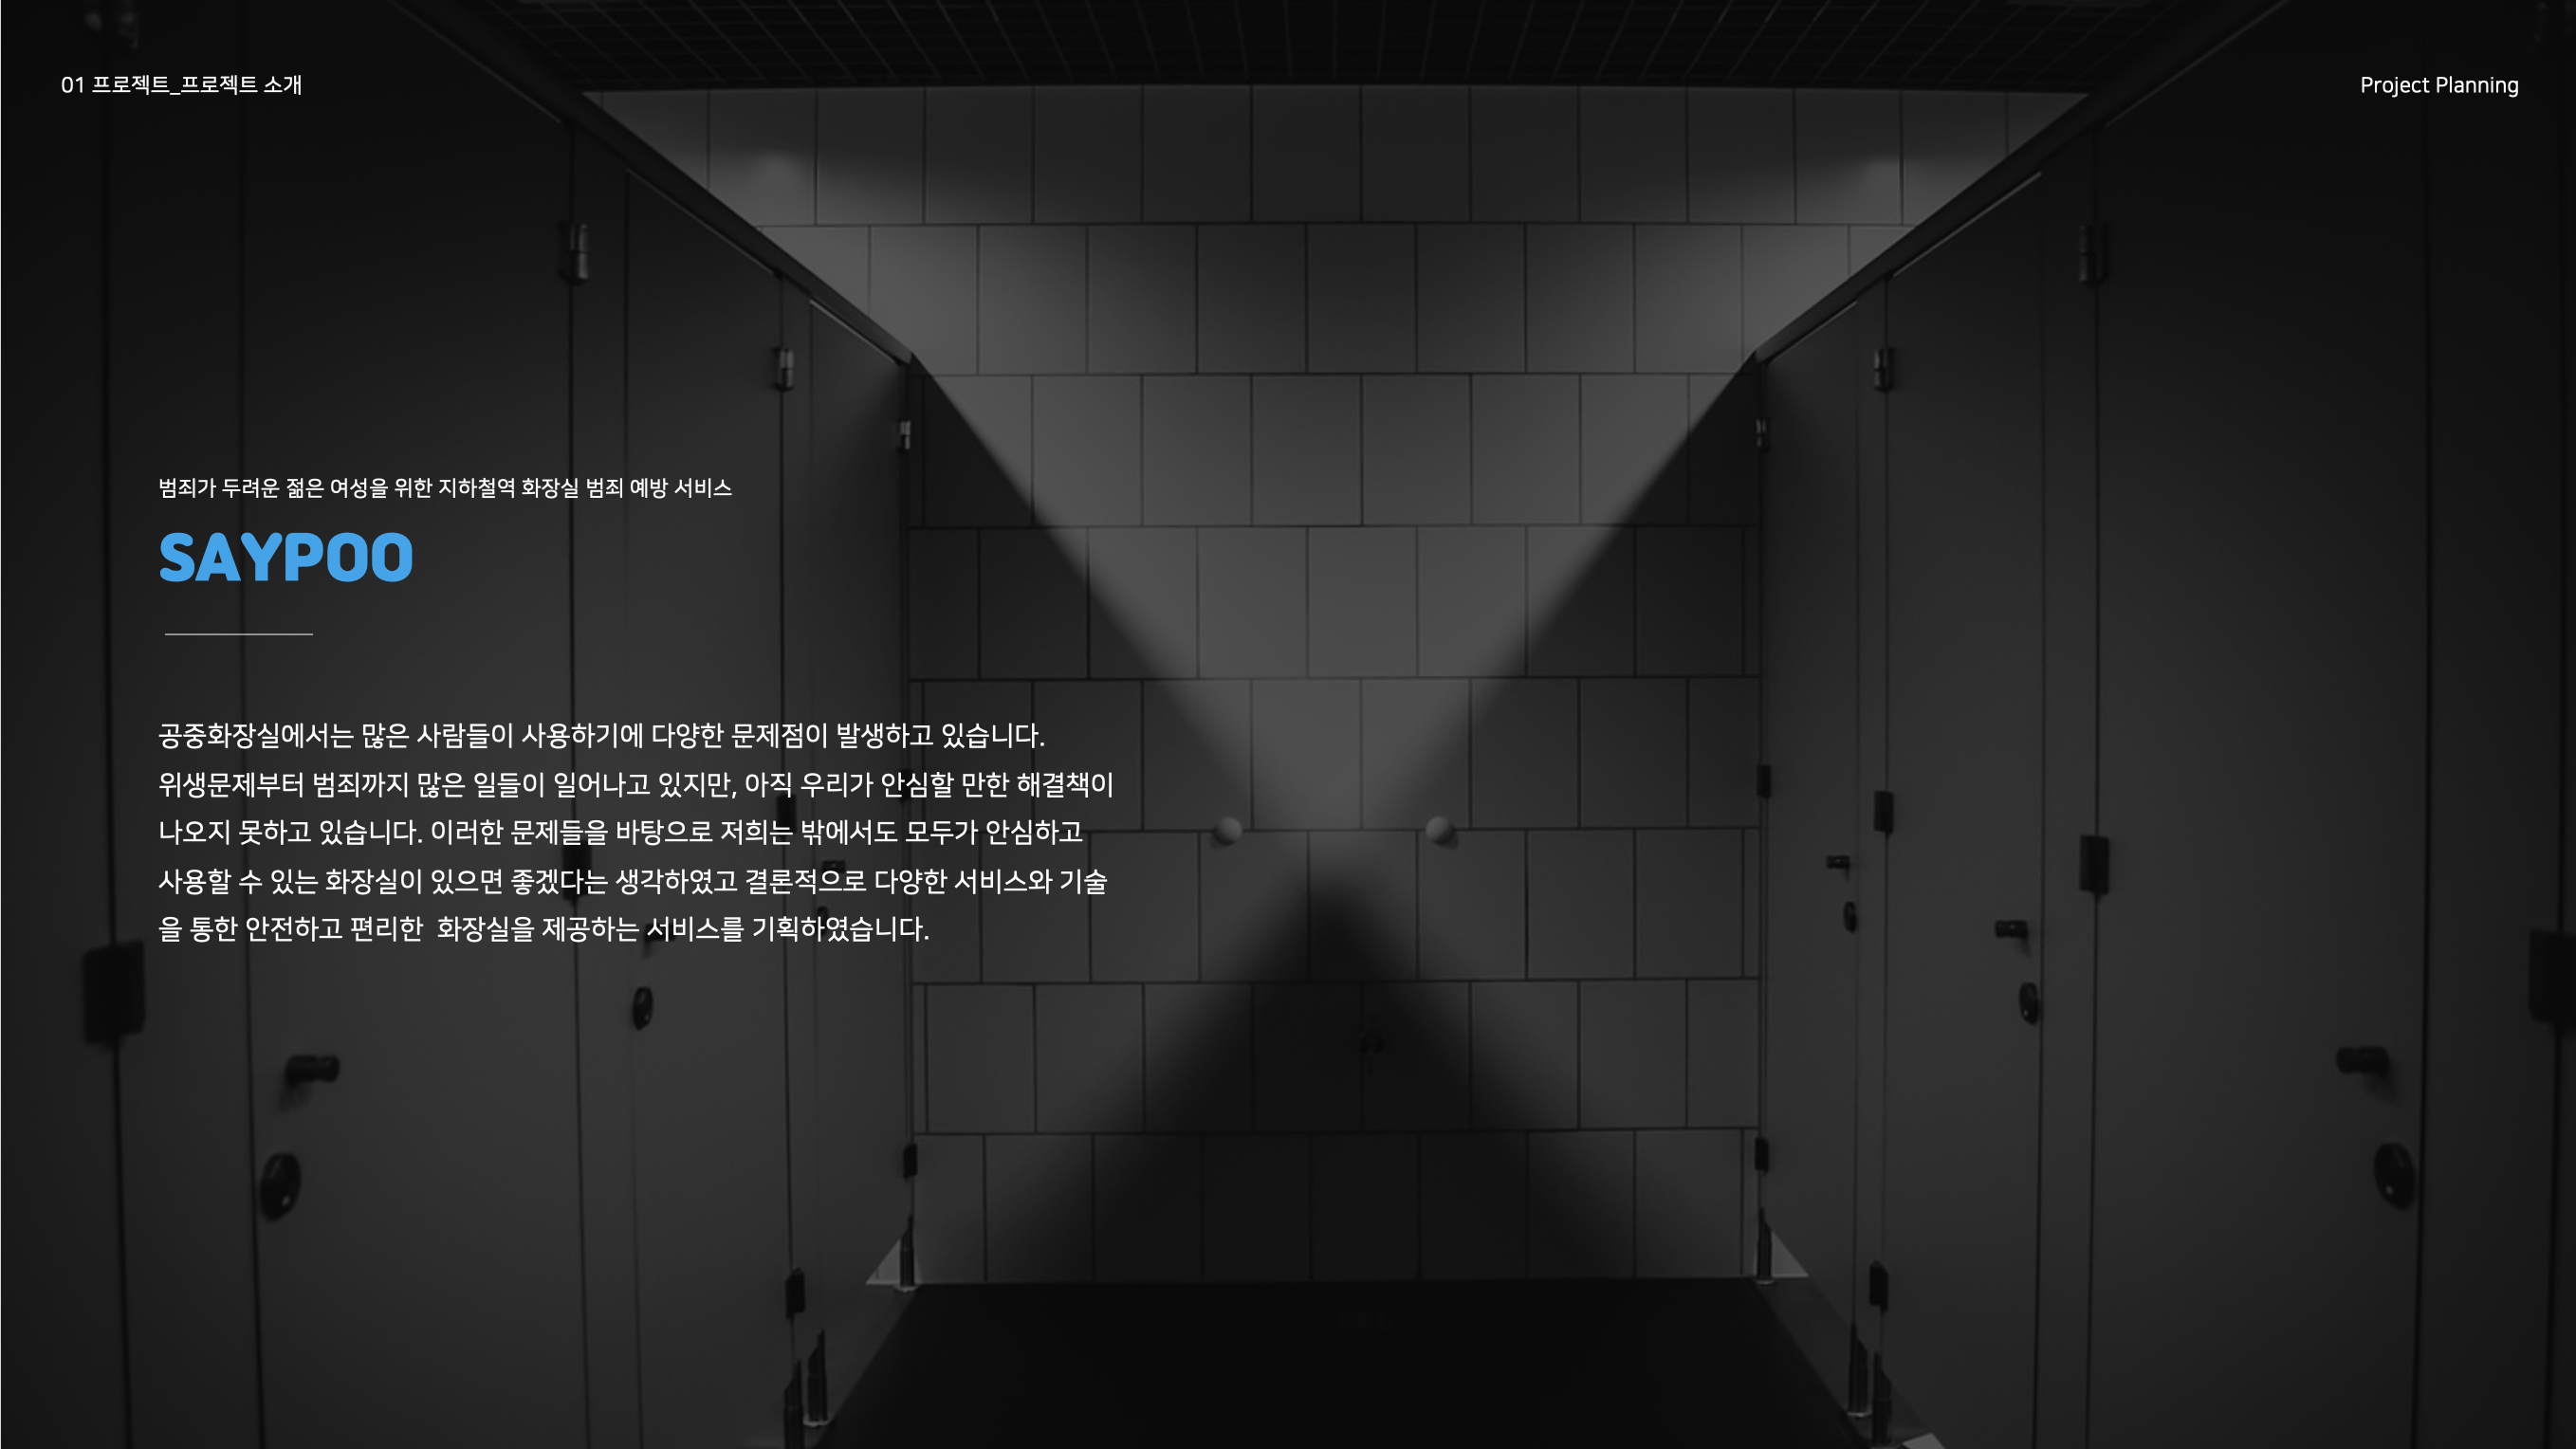 01 프로젝트_프로젝트 소개
Project Planning
범죄가 두려운 젊은 여성을 위한 지하철역 화장실 범죄 예방 서비스
SAYPOO
공중화장실에서는 많은 사람들이 사용하기에 다양한 문제점이 발생하고 있습니다.
위생문제부터 범죄까지 많은 일들이 일어나고 있지만, 아직 우리가 안심할 만한 해결책이
나오지 못하고 있습니다. 이러한 문제들을 바탕으로 저희는 밖에서도 모두가 안심하고
사용할 수 있는 화장실이 있으면 좋겠다는 생각하였고 결론적으로 다양한 서비스와 기술
을 통한 안전하고 편리한  화장실을 제공하는 서비스를 기획하였습니다.